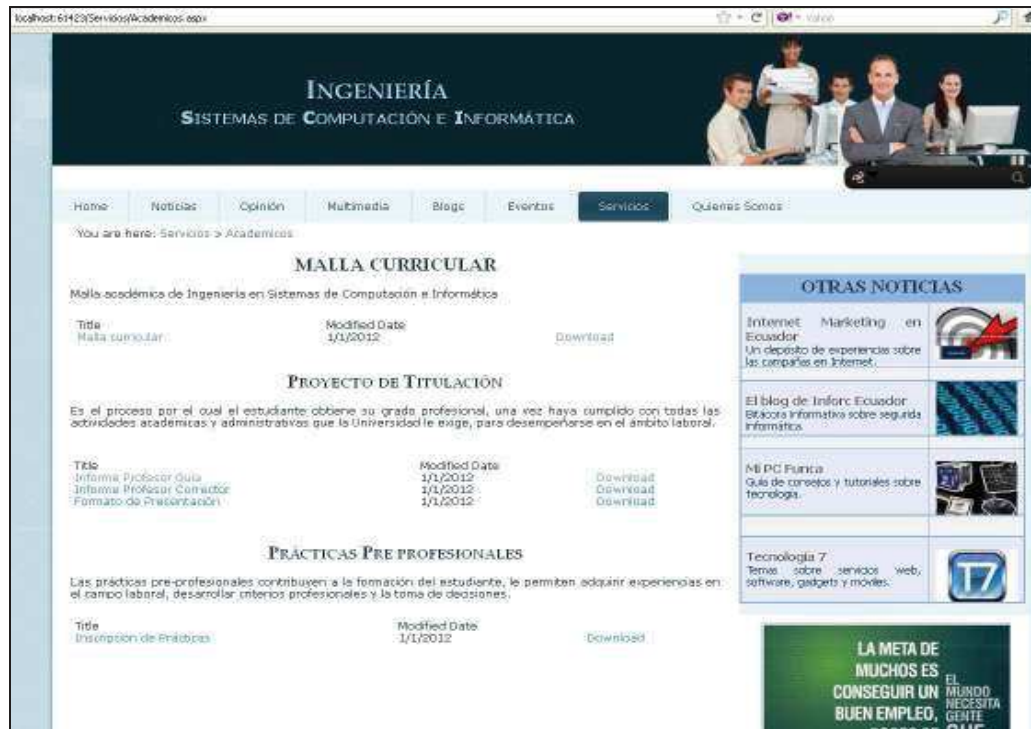 localhost:61423/Servicios/Academicos.aspx
Yahoo
INGENIERÍA
SISTEMAS DE COMPUTACIÓN E INFORMÁTICA
Home Noticias Opinión Multimedia Blogs Eventos Servicios Quienes Somos
You are here: Servicios > Academicos
MALLA CURRICULAR
Malla académica de Ingeniería en Sistemas de Computación e Informática
Title Modified Date
Malla curricular 1/1/2012 Download
PROYECTO DE TITULACIÓN
Es el proceso por el cual el estudiante obtiene su grado profesional, una vez haya cumplido con todas las
actividades académicas y administrativas que la Universidad le exige, para desempeñarse en el ámbito laboral.
Title Modified Date
Informe Profesor Guia 1/1/2012 Download
Informe Profesor Corrector 1/1/2012 Download
Formato de Presentación 1/1/2012 Download
PRÁCTICAS PRE PROFESIONALES
Las prácticas pre-profesionales contribuyen a la formación del estudiante, le permiten adquirir experiencias en
el campo laboral, desarrollar criterios profesionales y la toma de decisiones.
Title Modified Date
Inscripción de Prácticas 1/1/2012 Download
OTRAS NOTICIAS
Internet Marketing en
Ecuador
Un depósito de experiencias sobre
las campañas en Internet.
El blog de Inforc Ecuador
Bitácora Informativa sobre segurida
informática.
Mi PC Funca
Guía de consejos y tutoriales sobre
tecnología.
Tecnología 7
Temas sobre servicios web,
software, gadgets y móviles.
T7
LA META DE
MUCHOS ES
CONSEGUIR UN
BUEN EMPLEO,
EL
MUNDO
NECESITA
GENTE
QUE